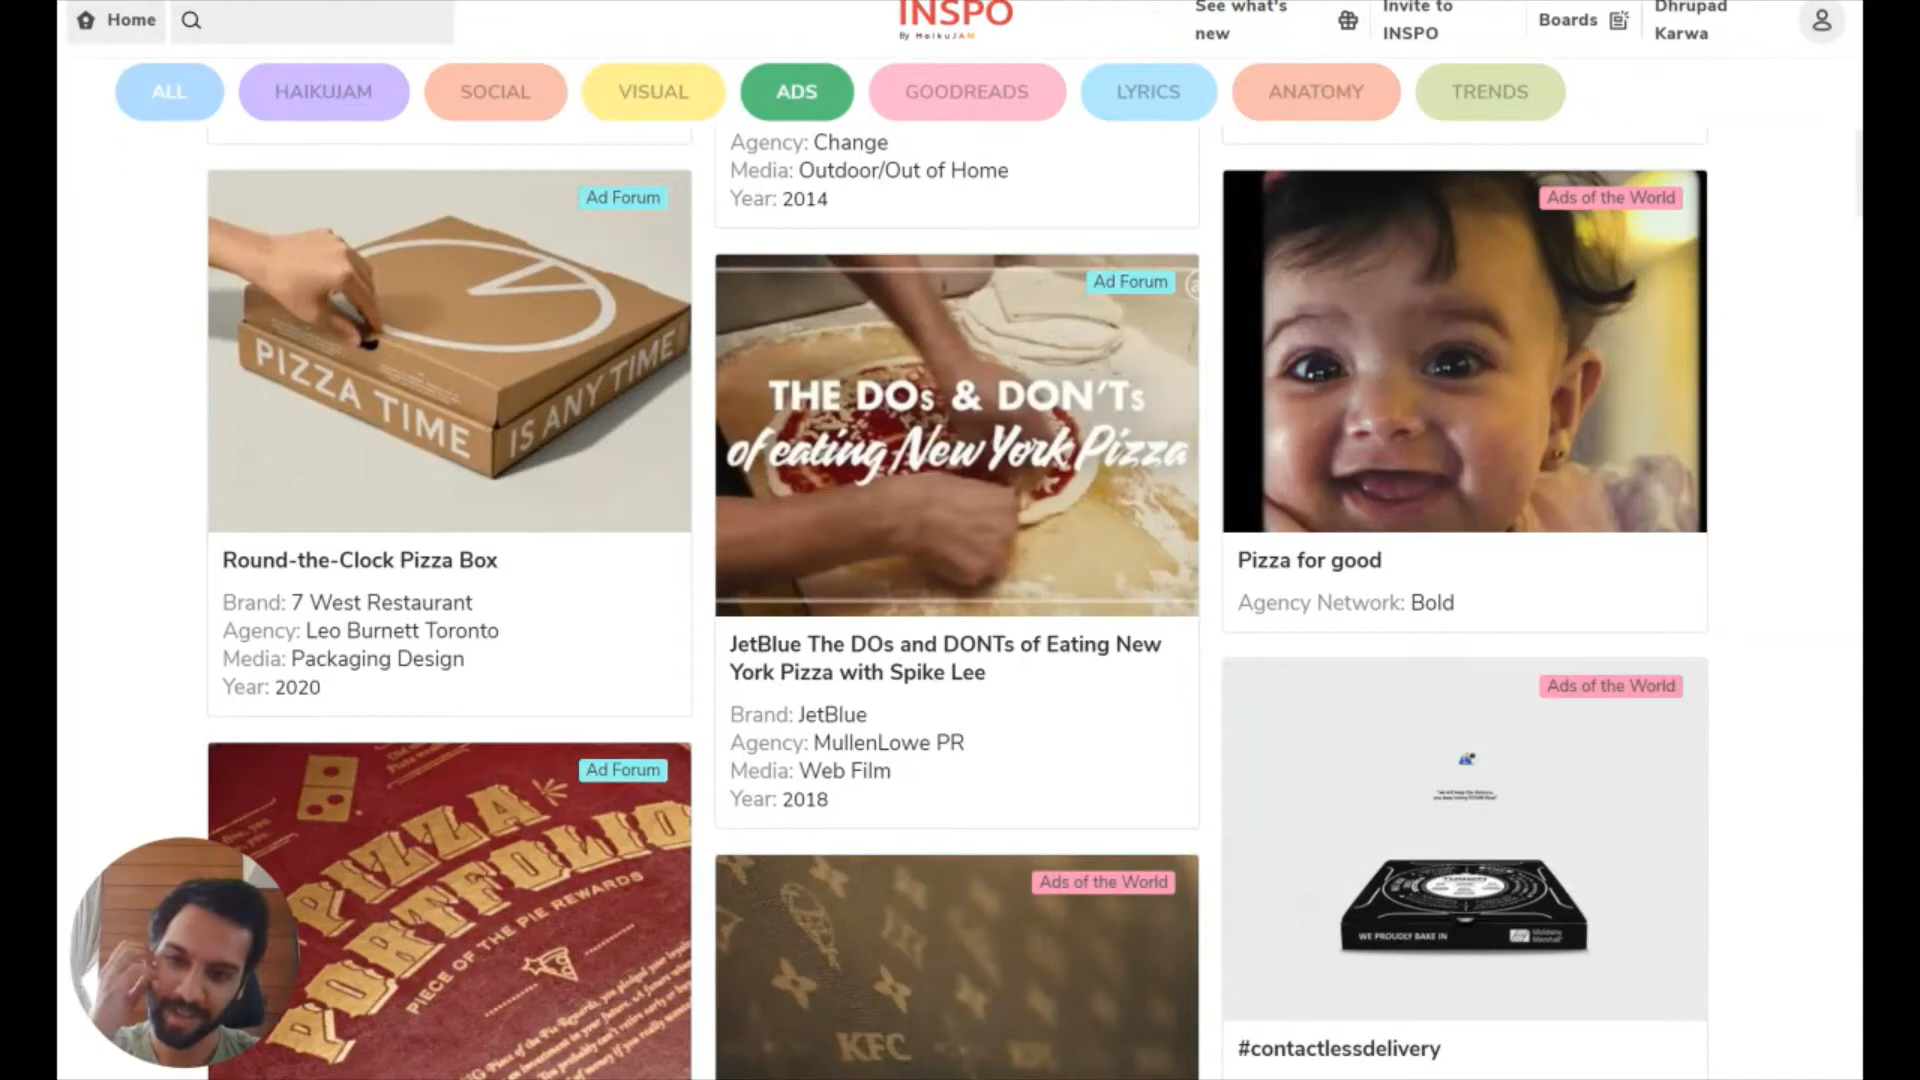 Home
INSPO
By HaikuJAM
See what's
new
Invite to
INSPO
Boards
Dhrupad
Karwa
ALL
HAIKUJAM
SOCIAL
VISUAL
ADS
GOODREADS
LYRICS
ANATOMY
TRENDS
Ad Forum
PIZZA TIME
IS ANY TIME
Round-the-Clock Pizza Box
Brand: 7 West Restaurant
Agency: Leo Burnett Toronto
Media: Packaging Design
Year: 2020
Ad Forum
PIZZA
PORTFOLIO
PIECE OF THE PIE REWARDS
Agency: Change
Media: Outdoor/Out of Home
Year: 2014
Ad Forum
THE DOs & DON'Ts
of eating New York Pizza
JetBlue The DOs and DONTs of Eating New
York Pizza with Spike Lee
Brand: JetBlue
Agency: MullenLowe PR
Media: Web Film
Year: 2018
Ads of the World
KFC
Ads of the World
Pizza for good
Agency Network: Bold
Ads of the World
WE PROUDLY BAKE IN
#contactlessdelivery